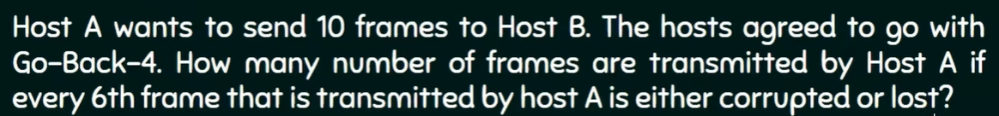 Host A wants to send 10 frames to Host B. The hosts agreed to go with
Go-Back-4. How many number of frames are transmitted by Host A if
every 6th frame that is transmitted by host A is either corrupted or lost?